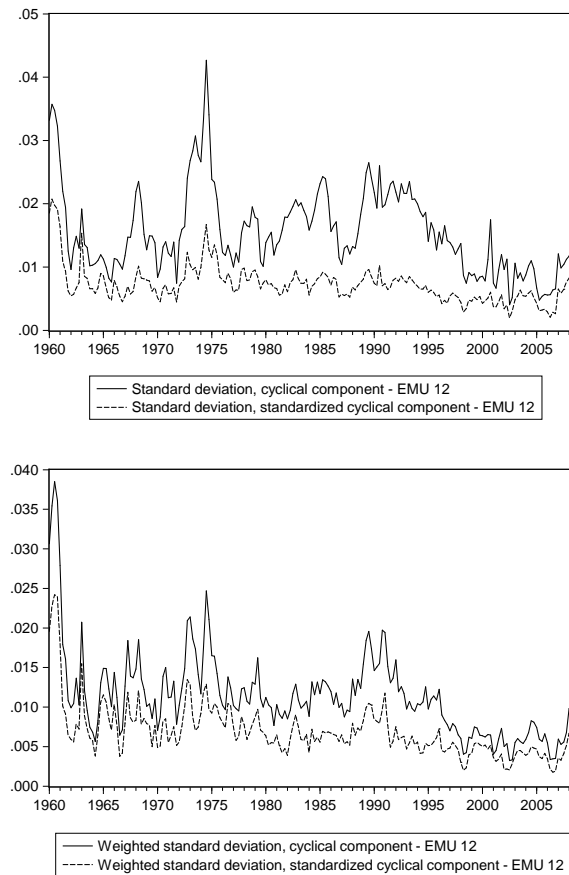 .05
.04
.03
.02
.01
.00
1960 1965 1970 1975 1980 1985 1990 1995 2000 2005
Standard deviation, cyclical component - EMU 12
Standard deviation, standardized cyclical component - EMU 12
.040
.035
.030
.025
.020
.015
.010
.005
.000
1960 1965 1970 1975 1980 1985 1990 1995 2000 2005
Weighted standard deviation, cyclical component - EMU 12
Weighted standard deviation, standardized cyclical component - EMU 12